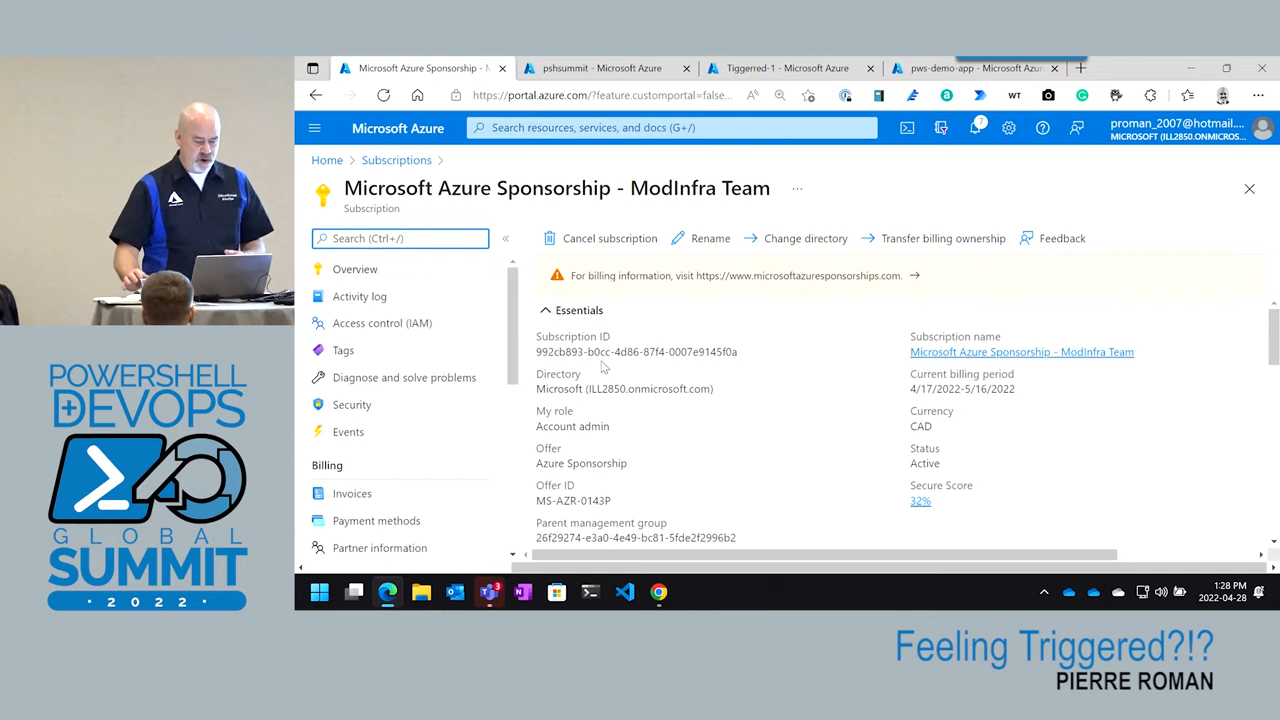 Microsoft Azure Sponsorship - M
pshsummit - Microsoft Azure
Tiggerred-1 - Microsoft Azure
pws-demo-app - Microsoft Azure
https://portal.azure.com/?feature.customportal=false...
WT
Microsoft Azure
Search resources, services, and docs (G+/)
7
proman_2007@hotmail....
MICROSOFT (ILL2850.ONMICROS...
Home
Subscriptions
Microsoft Azure Sponsorship - ModInfra Team
...
Subscription
Search (Ctrl+/)
Cancel subscription
Rename
Change directory
Transfer billing ownership
Feedback
Overview
Activity log
Access control (IAM)
Tags
Diagnose and solve problems
Security
Events
Billing
Invoices
Payment methods
Partner information
For billing information, visit https://www.microsoftazuresponsorships.com.
Essentials
Subscription ID
992cb893-b0cc-4d86-87f4-0007e9145f0a
Directory
Microsoft (ILL2850.onmicrosoft.com)
My role
Account admin
Offer
Azure Sponsorship
Offer ID
MS-AZR-0143P
Parent management group
26f29274-e3a0-4e49-bc81-5fde2f2996b2
Subscription name
Microsoft Azure Sponsorship - ModInfra Team
Current billing period
4/17/2022-5/16/2022
Currency
CAD
Status
Active
Secure Score
32%
3
1:28 PM
2022-04-28
POWERSHELL
+DEVOPS
GLOBAL
SUMMIT
· 2022 ·
Feeling Triggered?!?
PIERRE ROMAN